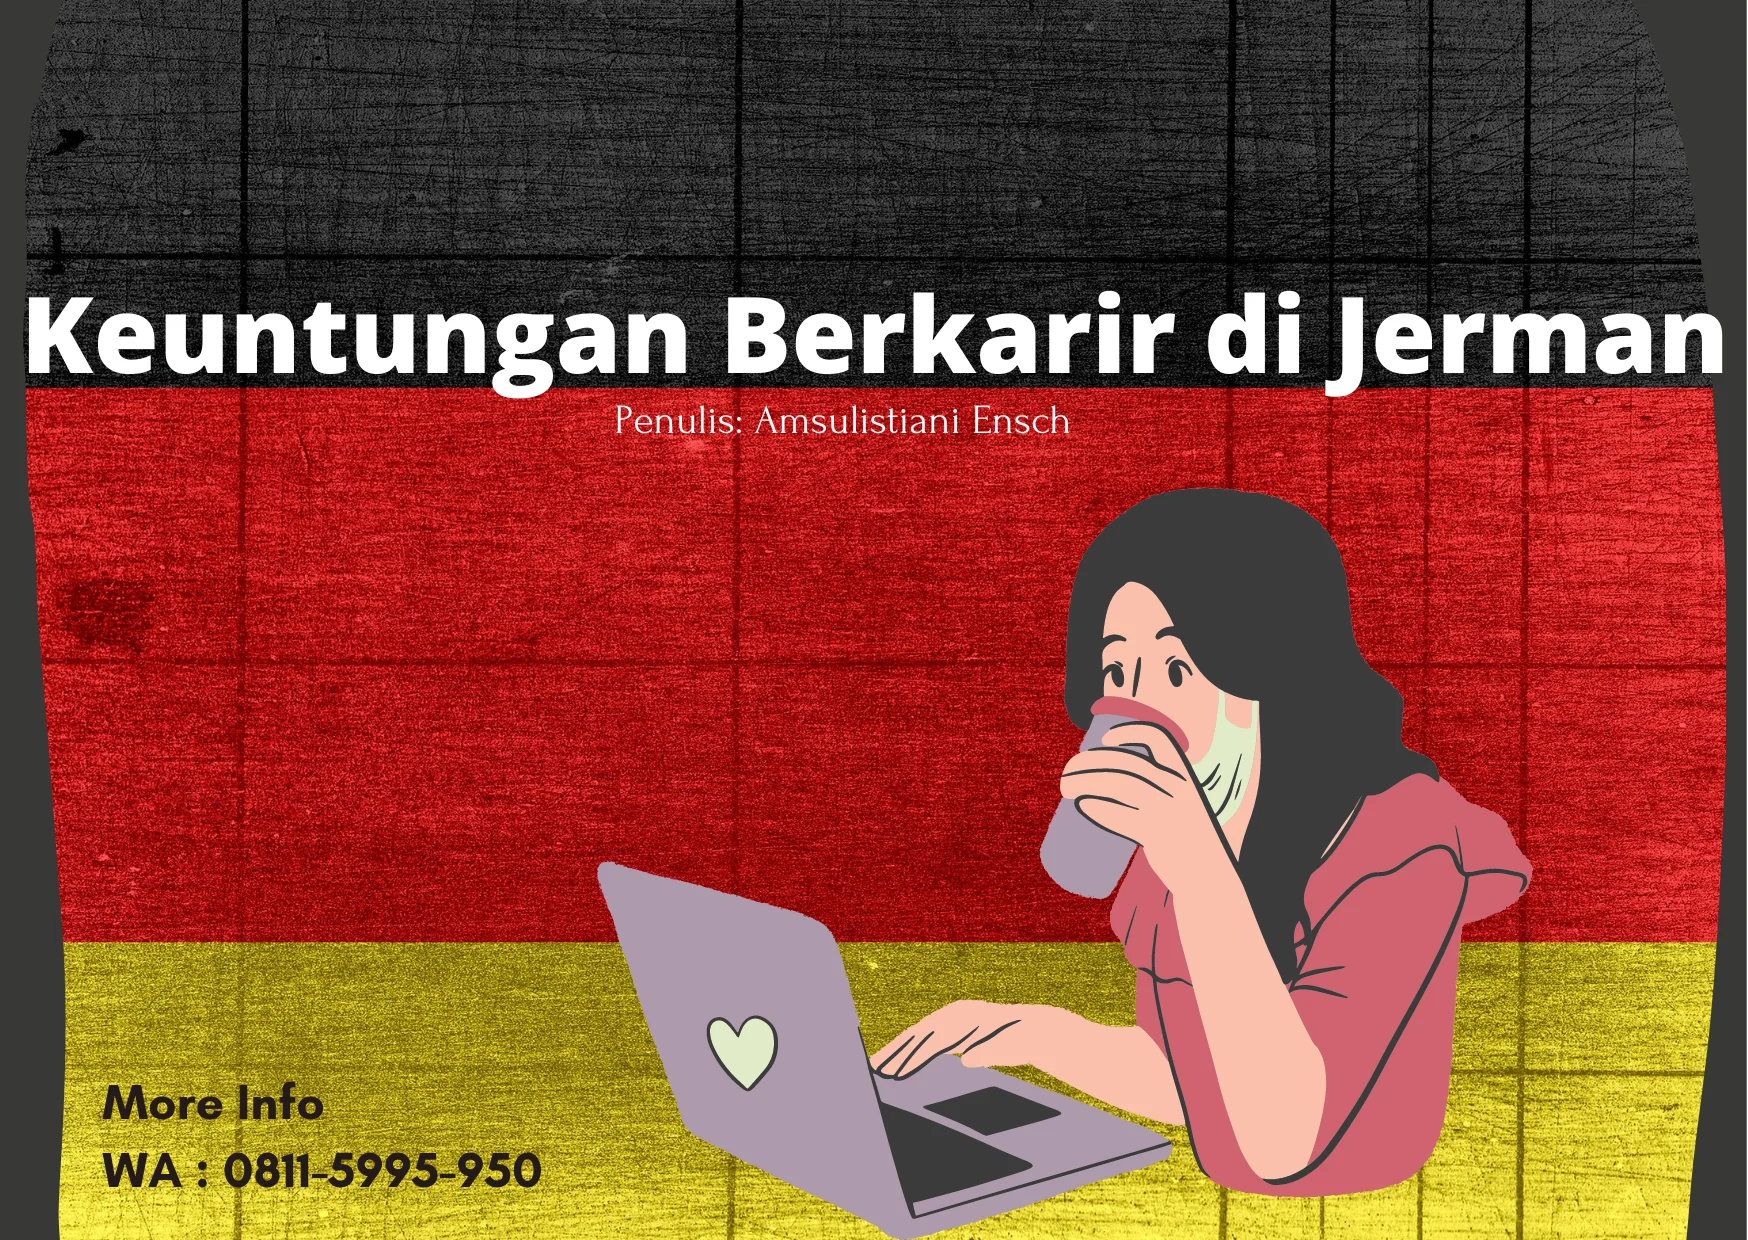 Keuntungan Berkarir di Jerman
Penulis: Amsulistiani Ensch
More Info
WA : 0811-5995-950